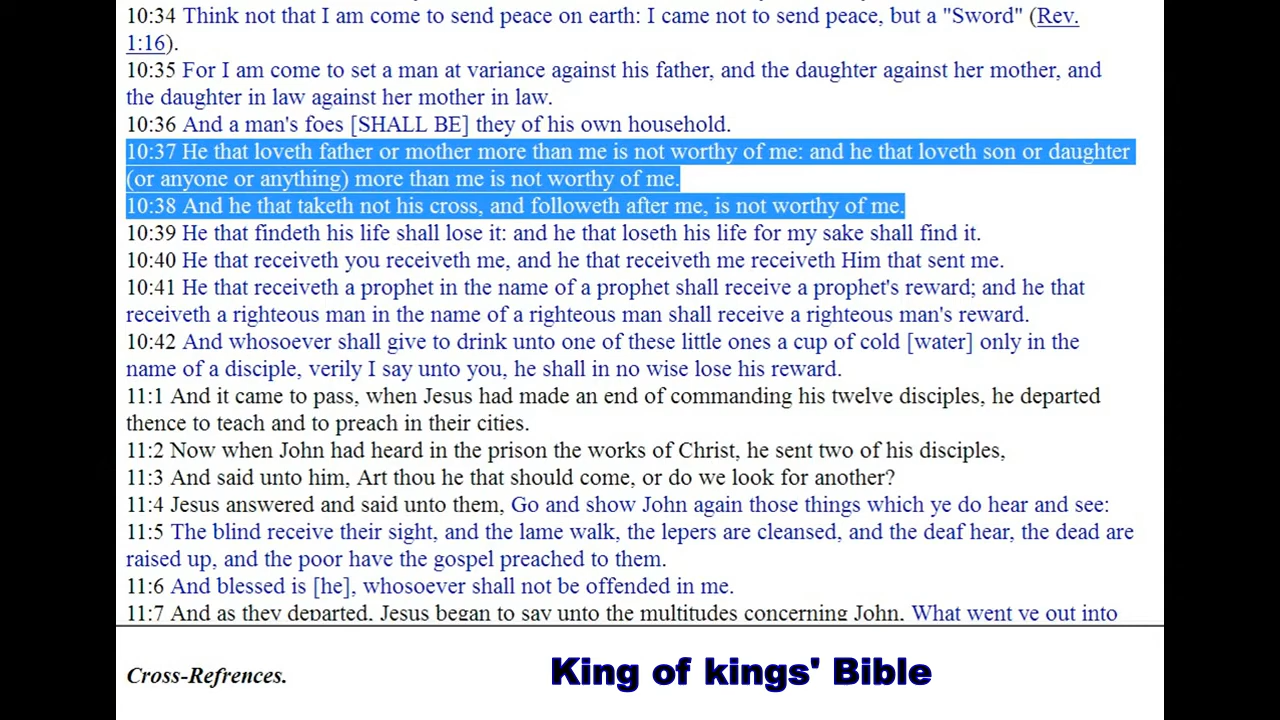 10:34 Think not that I am come to send peace on earth: I came not to send peace, but a "Sword" (Rev.
1:16).
10:35 For I am come to set a man at variance against his father, and the daughter against her mother, and
the daughter in law against her mother in law.
10:36 And a man's foes [SHALL BE] they of his own household.
10:37 He that loveth father or mother more than me is not worthy of me: and he that loveth son or daughter
(or anyone or anything) more than me is not worthy of me.
10:38 And he that taketh not his cross, and followeth after me, is not worthy of me.
10:39 He that findeth his life shall lose it: and he that loseth his life for my sake shall find it.
10:40 He that receiveth you receiveth me, and he that receiveth me receiveth Him that sent me.
10:41 He that receiveth a prophet in the name of a prophet shall receive a prophet's reward; and he that
receiveth a righteous man in the name of a righteous man shall receive a righteous man's reward.
10:42 And whosoever shall give to drink unto one of these little ones a cup of cold [water] only in the
name of a disciple, verily I say unto you, he shall in no wise lose his reward.
11:1 And it came to pass, when Jesus had made an end of commanding his twelve disciples, he departed
thence to teach and to preach in their cities.
11:2 Now when John had heard in the prison the works of Christ, he sent two of his disciples,
11:3 And said unto him, Art thou he that should come, or do we look for another?
11:4 Jesus answered and said unto them, Go and show John again those things which ye do hear and see:
11:5 The blind receive their sight, and the lame walk, the lepers are cleansed, and the deaf hear, the dead are
raised up, and the poor have the gospel preached to them.
11:6 And blessed is [he], whosoever shall not be offended in me.
11:7 And as they departed, Jesus began to say unto the multitudes concerning John, What went ye out into
Cross-Refrences.
King of kings' Bible